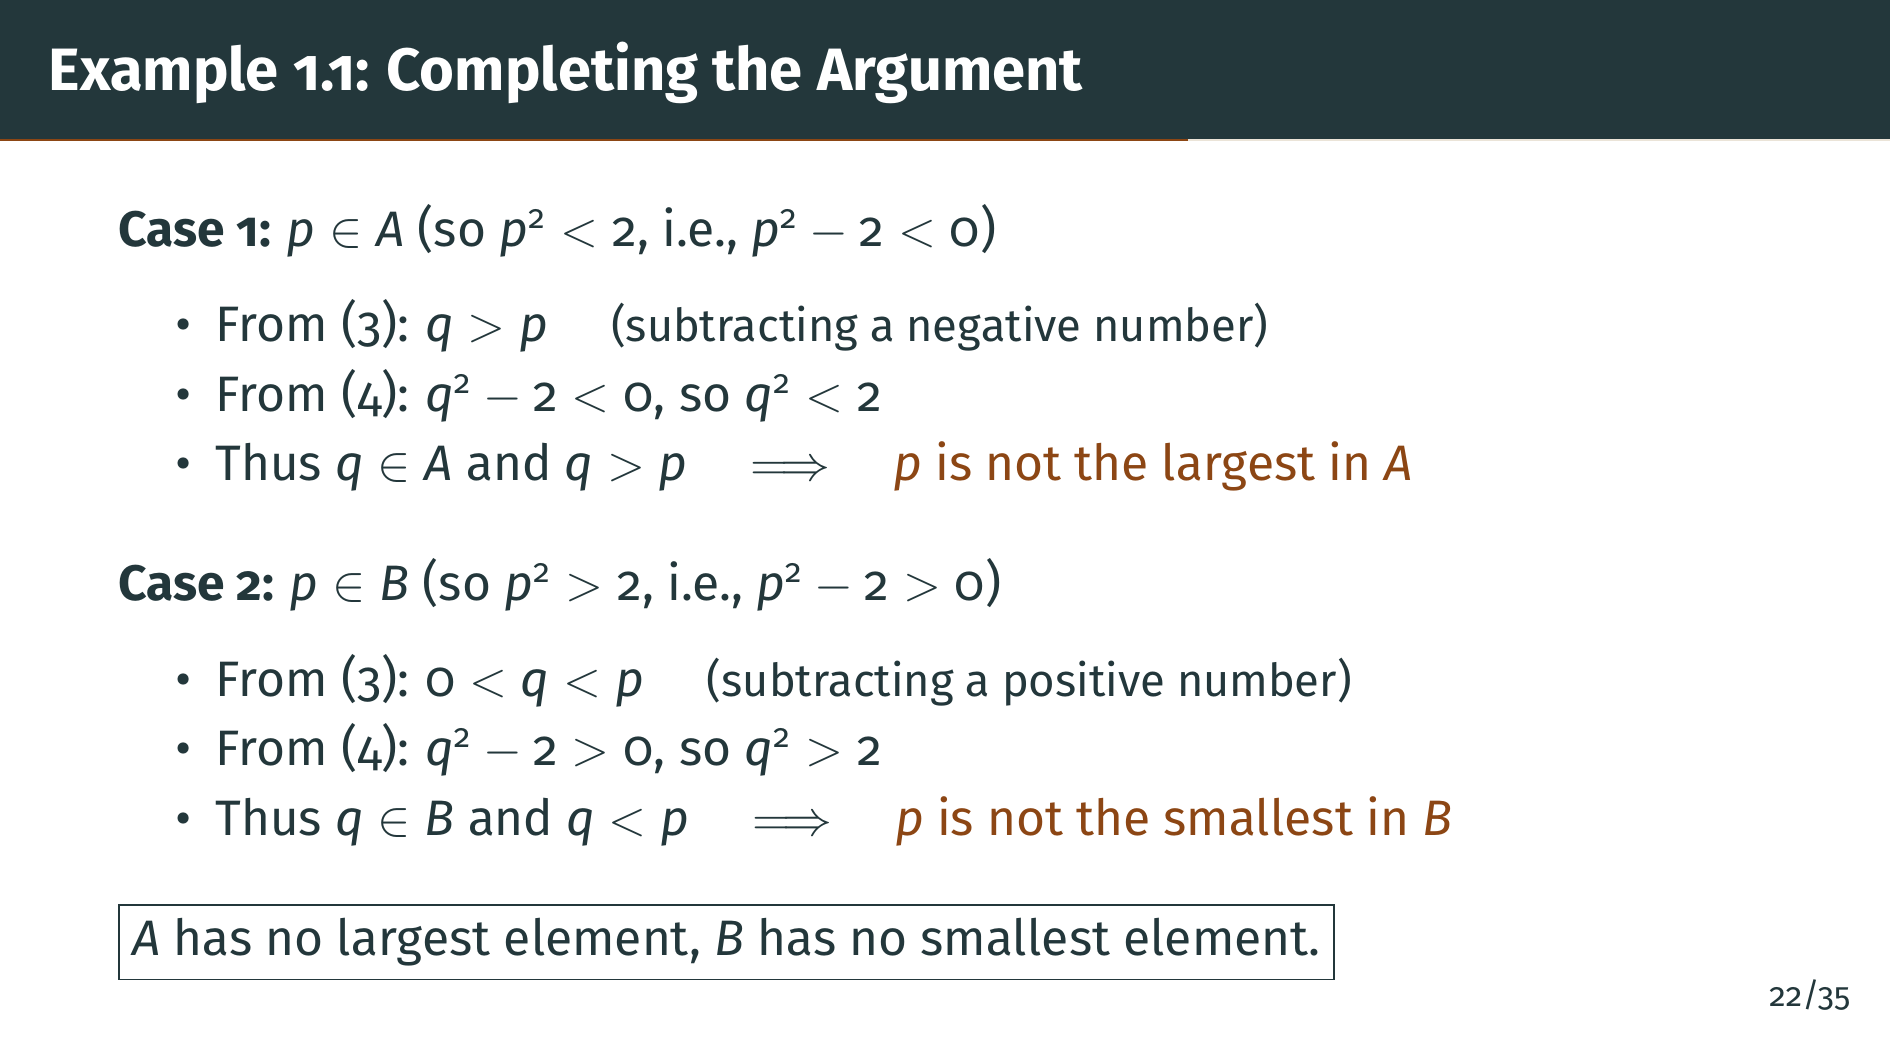 Example 1.1: Completing the Argument
Case 1: p ∈ A (so p² < 2, i.e., p² − 2 < 0)
• From (3): q > p (subtracting a negative number)
• From (4): q² − 2 < 0, so q² < 2
• Thus q ∈ A and q > p ⟹ p is not the largest in A
Case 2: p ∈ B (so p² > 2, i.e., p² − 2 > 0)
• From (3): 0 < q < p (subtracting a positive number)
• From (4): q² − 2 > 0, so q² > 2
• Thus q ∈ B and q < p ⟹ p is not the smallest in B
A has no largest element, B has no smallest element.
22/35